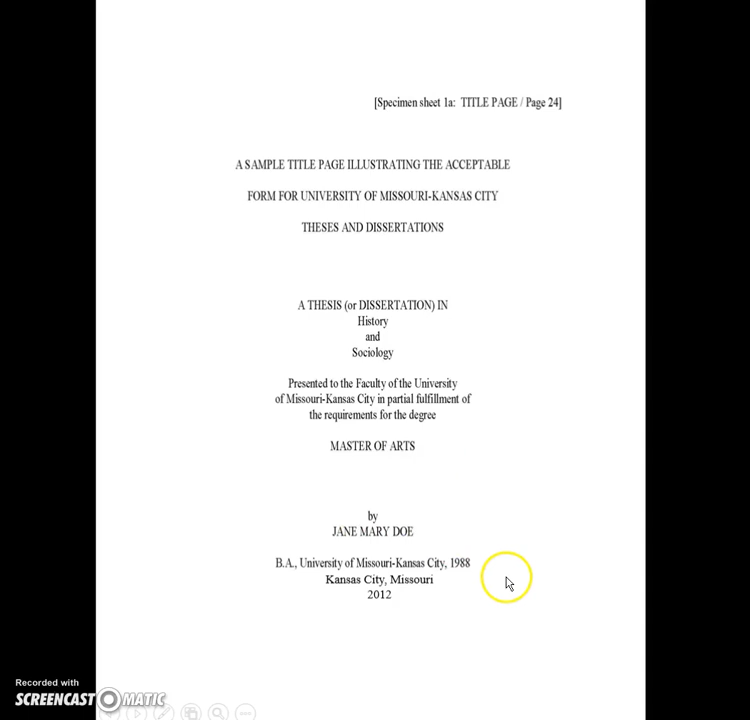 [Specimen sheet 1a: TITLE PAGE / Page 24]
A SAMPLE TITLE PAGE ILLUSTRATING THE ACCEPTABLE
FORM FOR UNIVERSITY OF MISSOURI-KANSAS CITY
THESES AND DISSERTATIONS
A THESIS (or DISSERTATION) IN
History
and
Sociology
Presented to the Faculty of the University
of Missouri-Kansas City in partial fulfillment of
the requirements for the degree
MASTER OF ARTS
by
JANE MARY DOE
B.A., University of Missouri-Kansas City, 1988
Kansas City, Missouri
2012
Recorded with
SCREENCAST MATIC